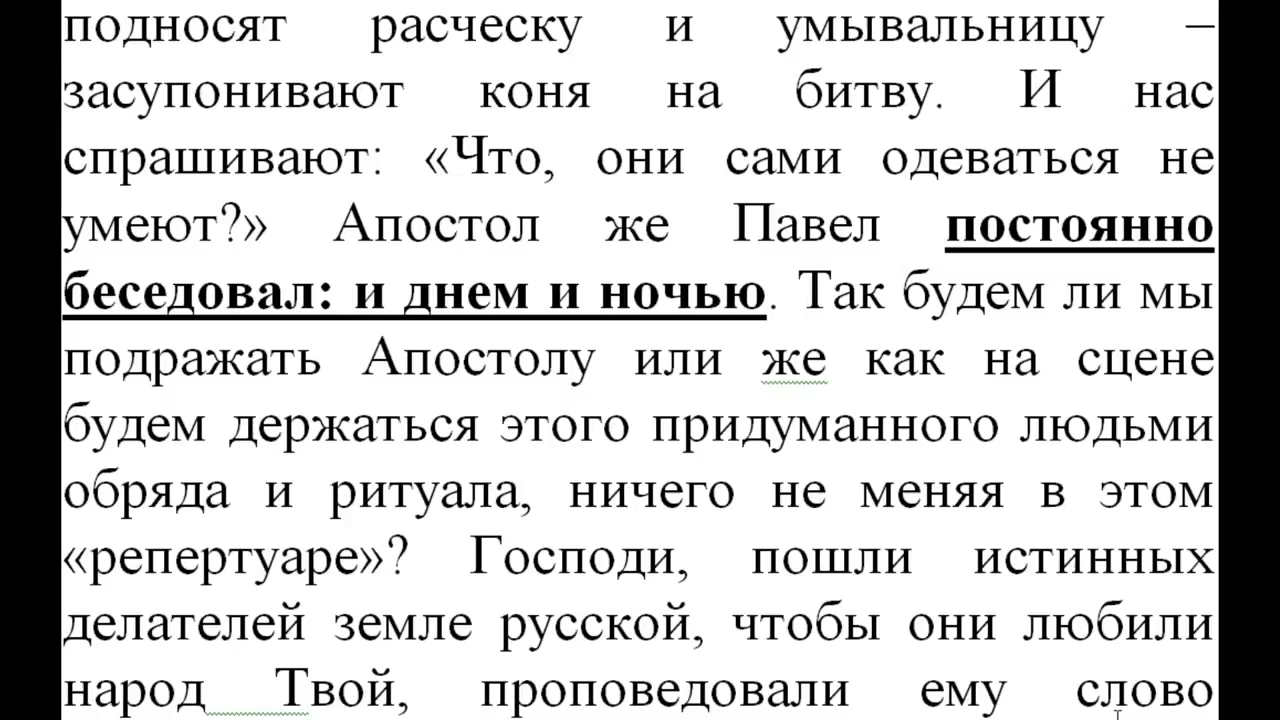 подносят расческу и умывальницу –
засупонивают коня на битву. И нас
спрашивают: «Что, они сами одеваться не
умеют?» Апостол же Павел постоянно
беседовал: и днем и ночью. Так будем ли мы
подражать Апостолу или же как на сцене
будем держаться этого придуманного людьми
обряда и ритуала, ничего не меняя в этом
«репертуаре»? Господи, пошли истинных
делателей земле русской, чтобы они любили
народ Твой, проповедовали ему слово